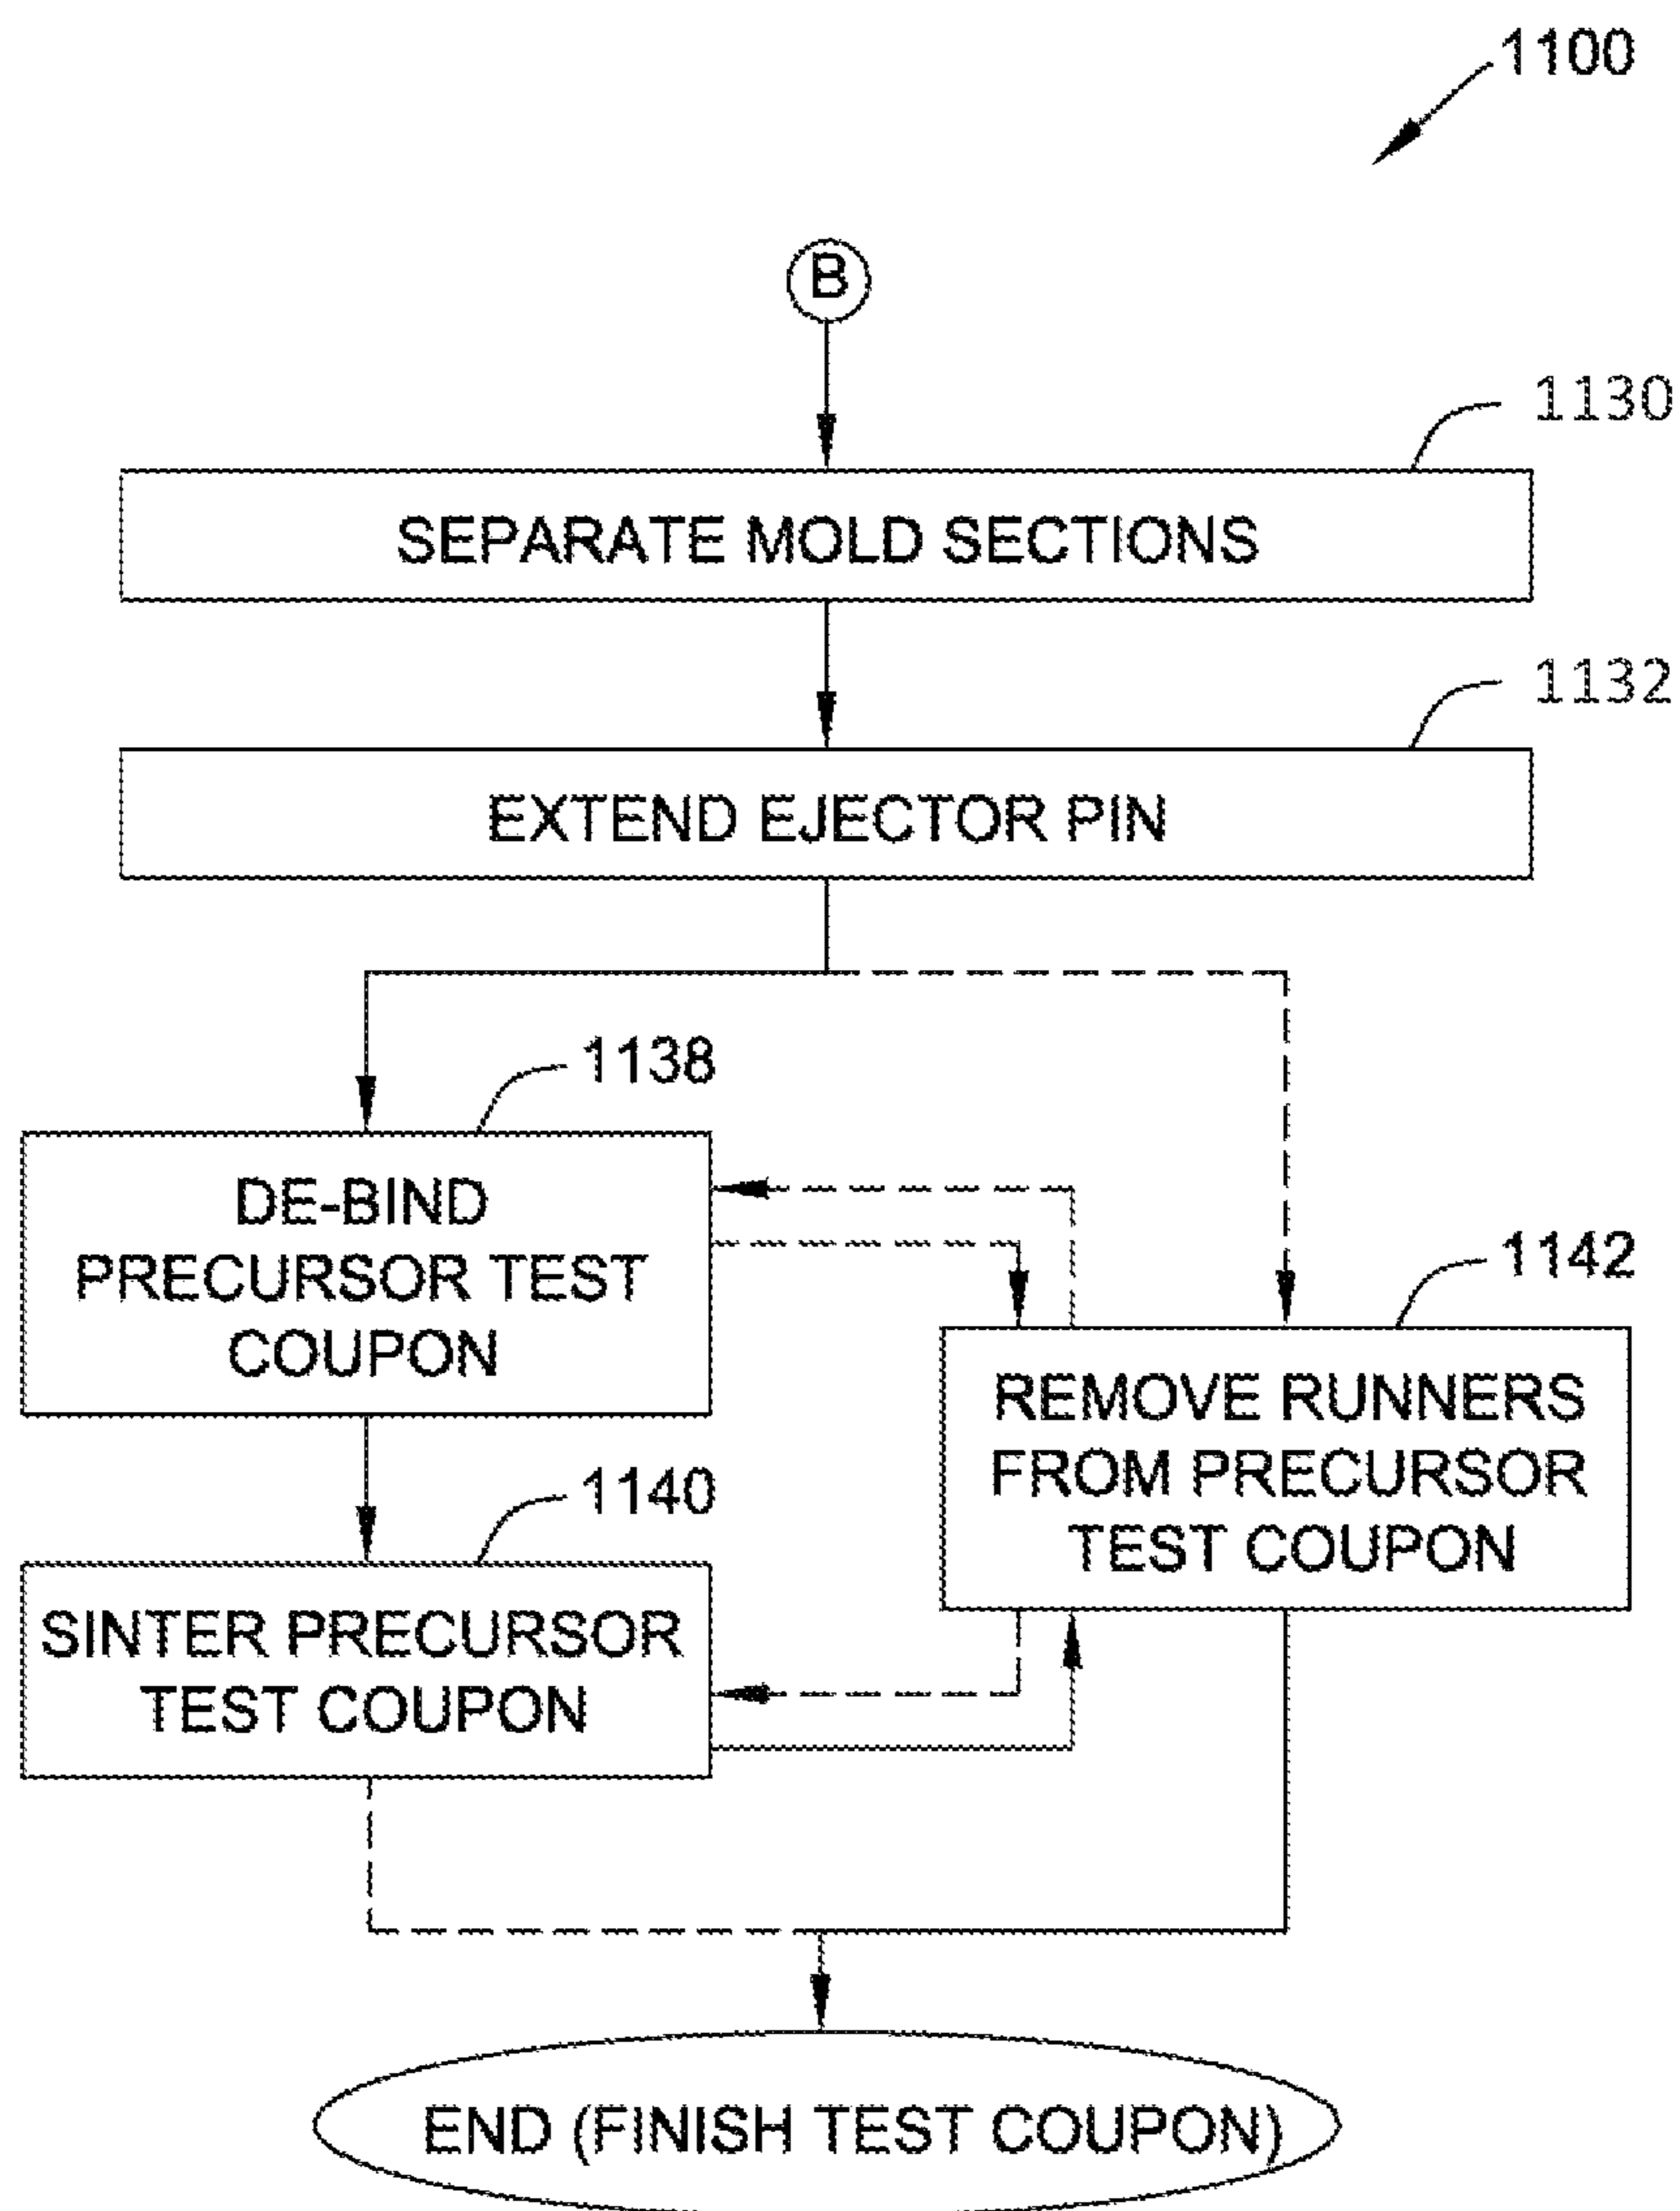 1100
B
1130
SEPARATE MOLD SECTIONS
1132
EXTEND EJECTOR PIN
1138
DE-BIND
PRECURSOR TEST
COUPON
1142
REMOVE RUNNERS
FROM PRECURSOR
TEST COUPON
1140
SINTER PRECURSOR
TEST COUPON
END (FINISH TEST COUPON)